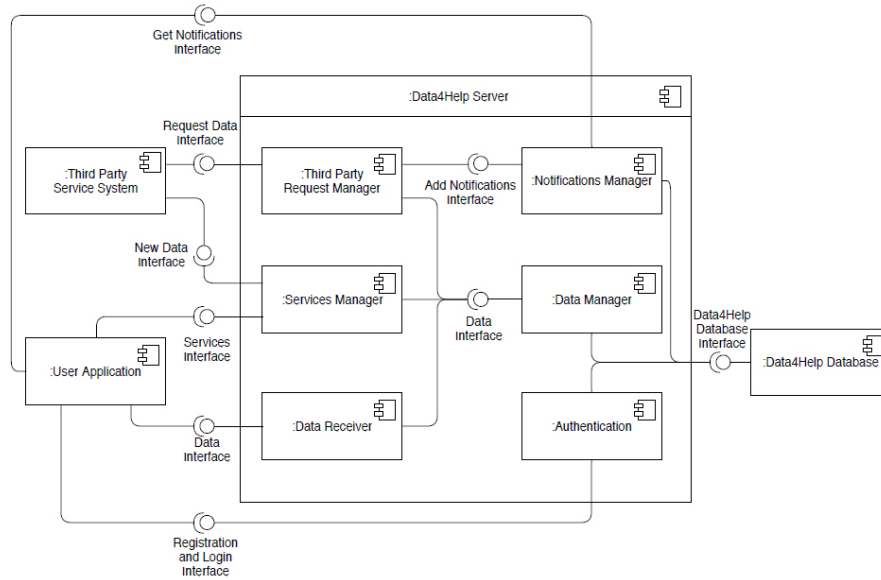 Get Notifications
Interface
:Data4Help Server
Request Data
Interface
:Third Party
Service System
:Third Party
Request Manager
Add Notifications
Interface
:Notifications Manager
New Data
Interface
:Services Manager
Data
Interface
:Data Manager
Services
Interface
Data4Help
Database
Interface
:User Application
:Data4Help Database
Data
Interface
:Data Receiver
:Authentication
Registration
and Login
Interface